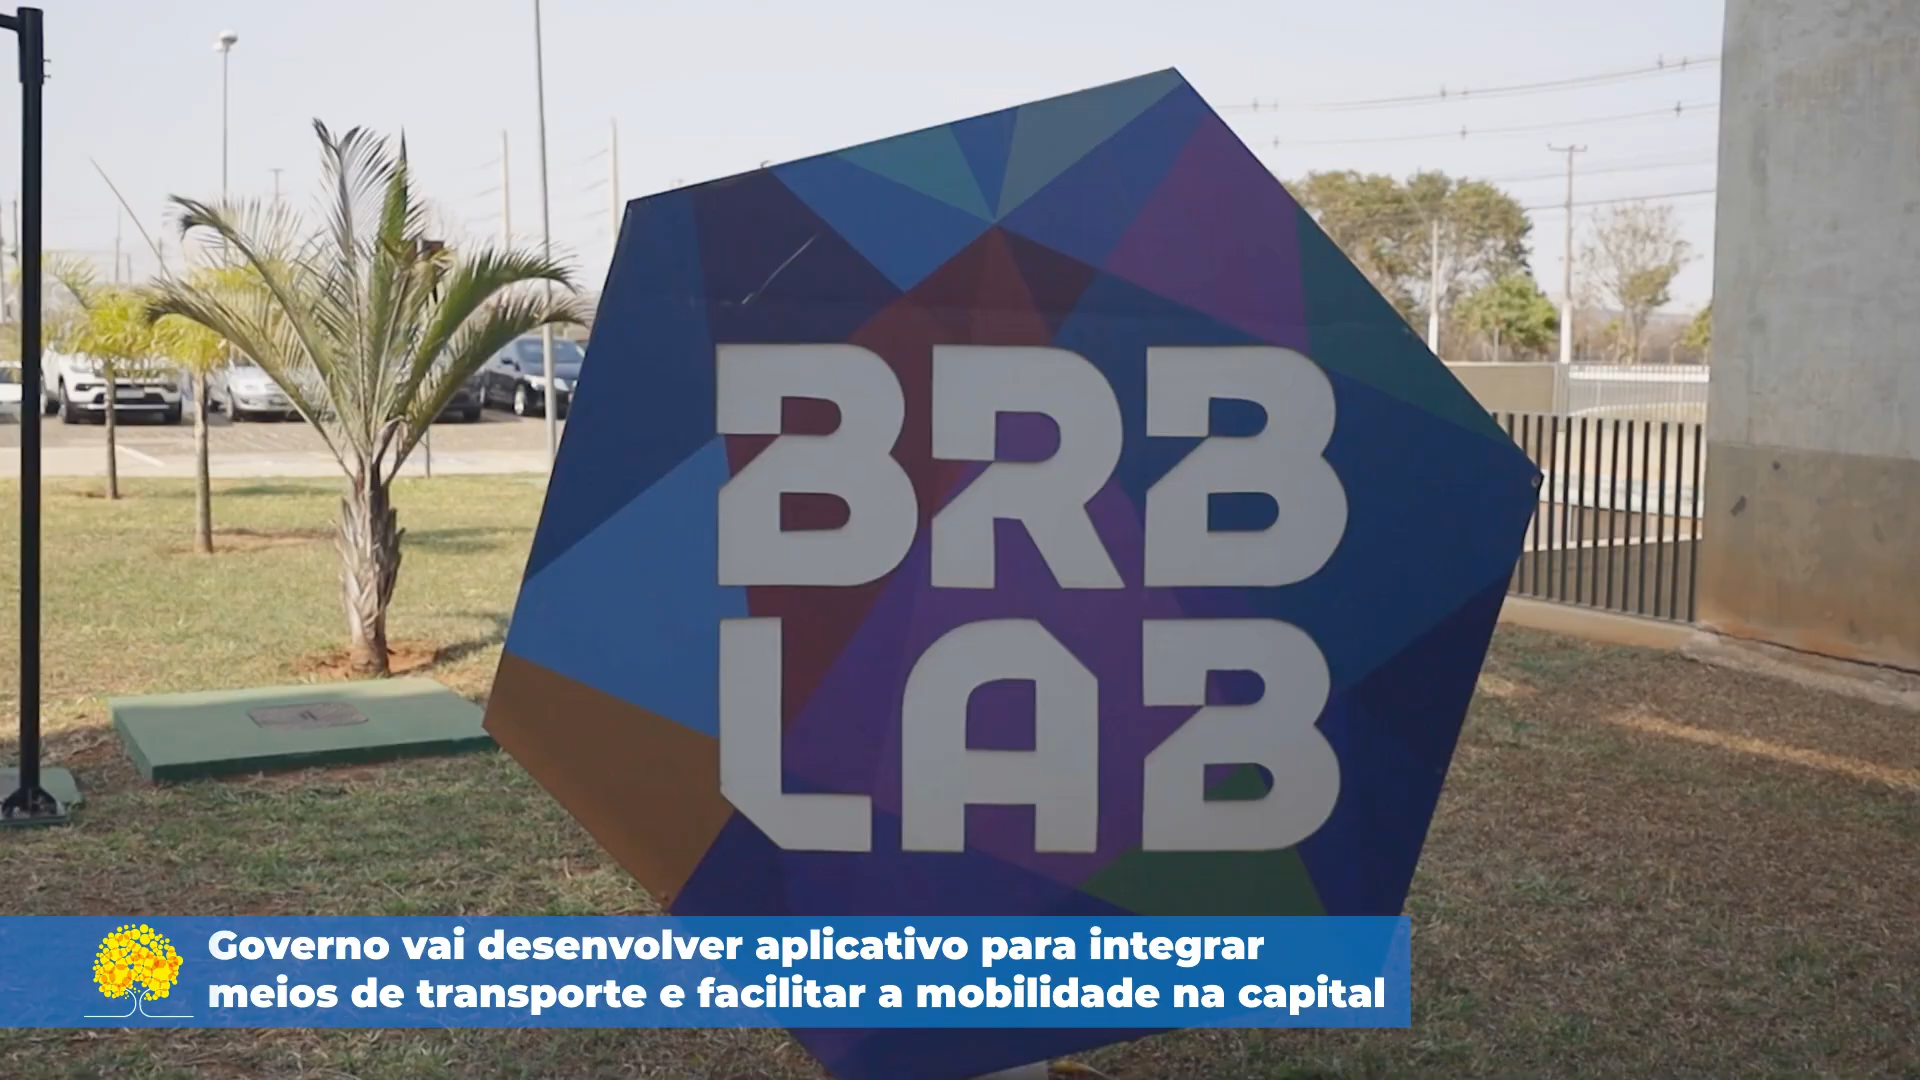 BRB
LAB
Governo vai desenvolver aplicativo para integrar
meios de transporte e facilitar a mobilidade na capital